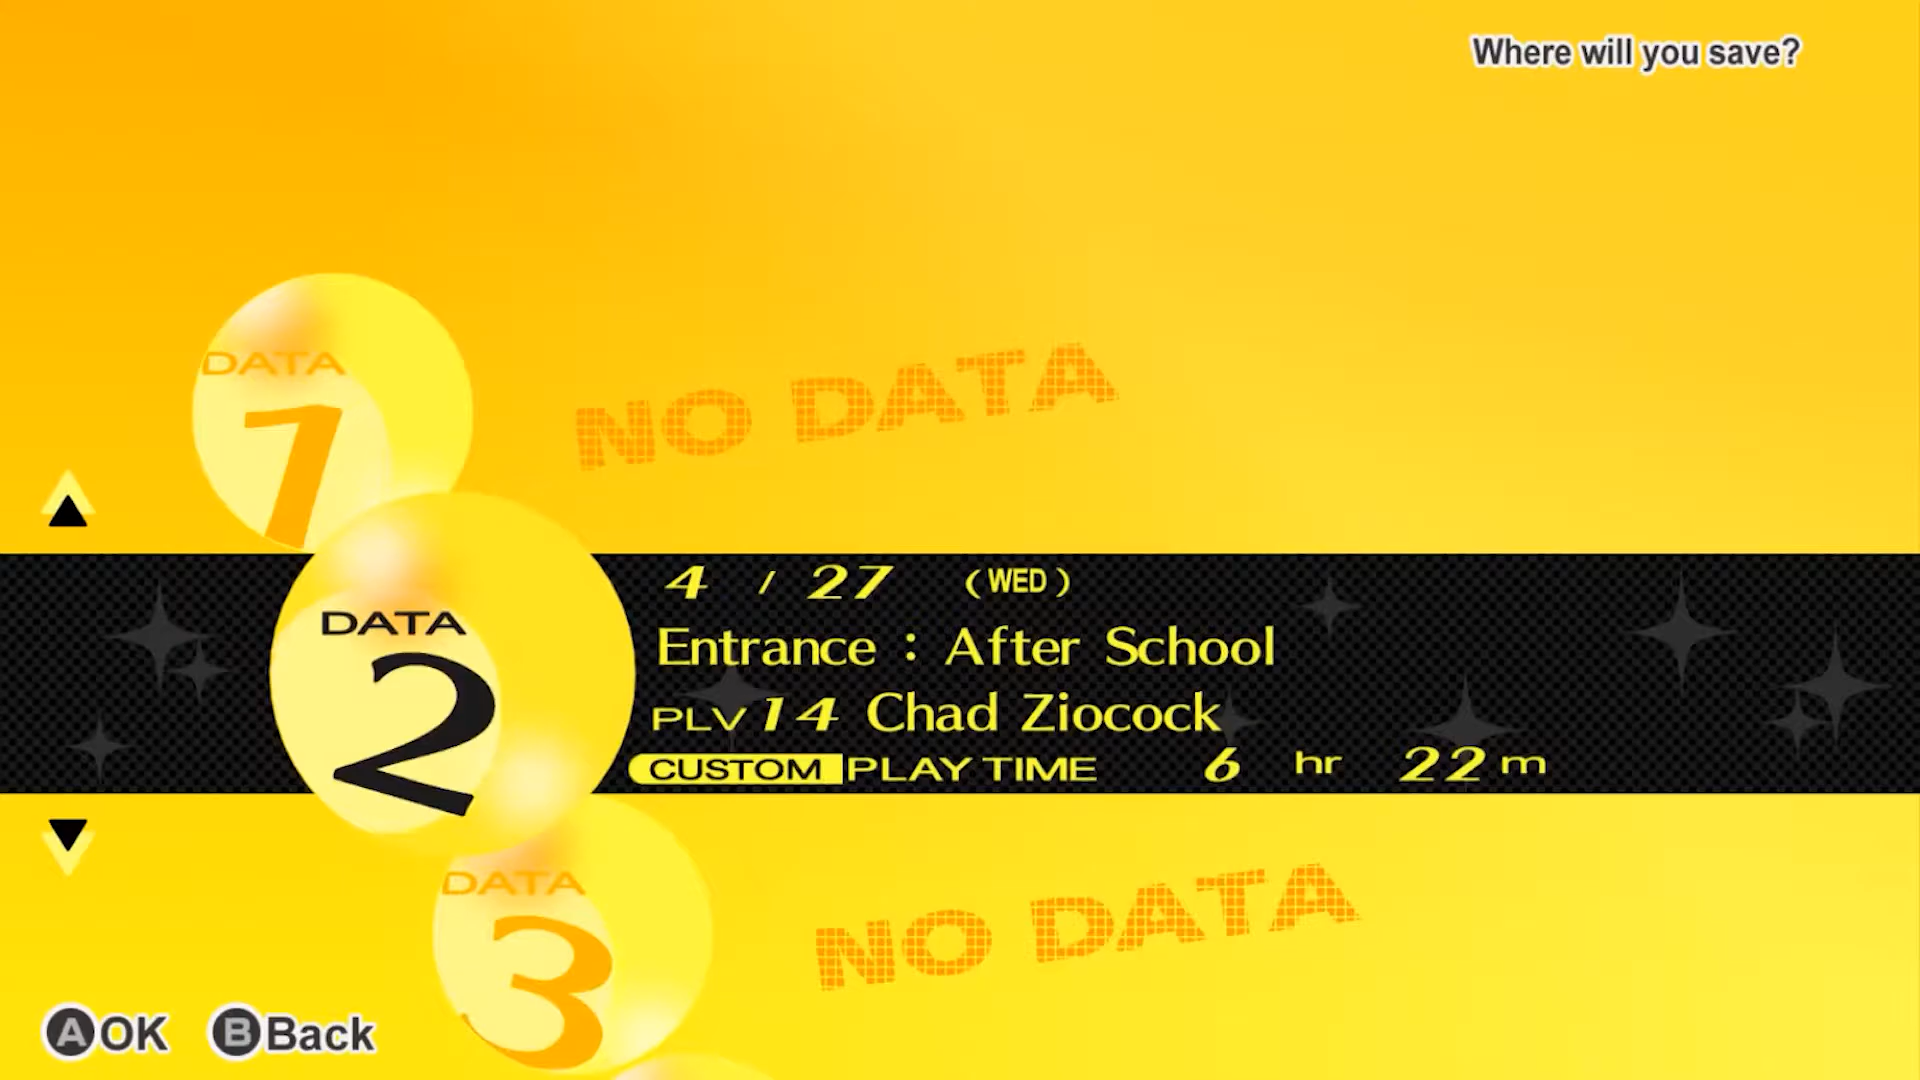 Where will you save?
DATA
1
NO DATA
DATA
2
4 / 27 (WED)
Entrance : After School
PLV 14 Chad Ziocock
CUSTOM PLAY TIME 6 hr 22 m
DATA
3
NO DATA
A OK B Back